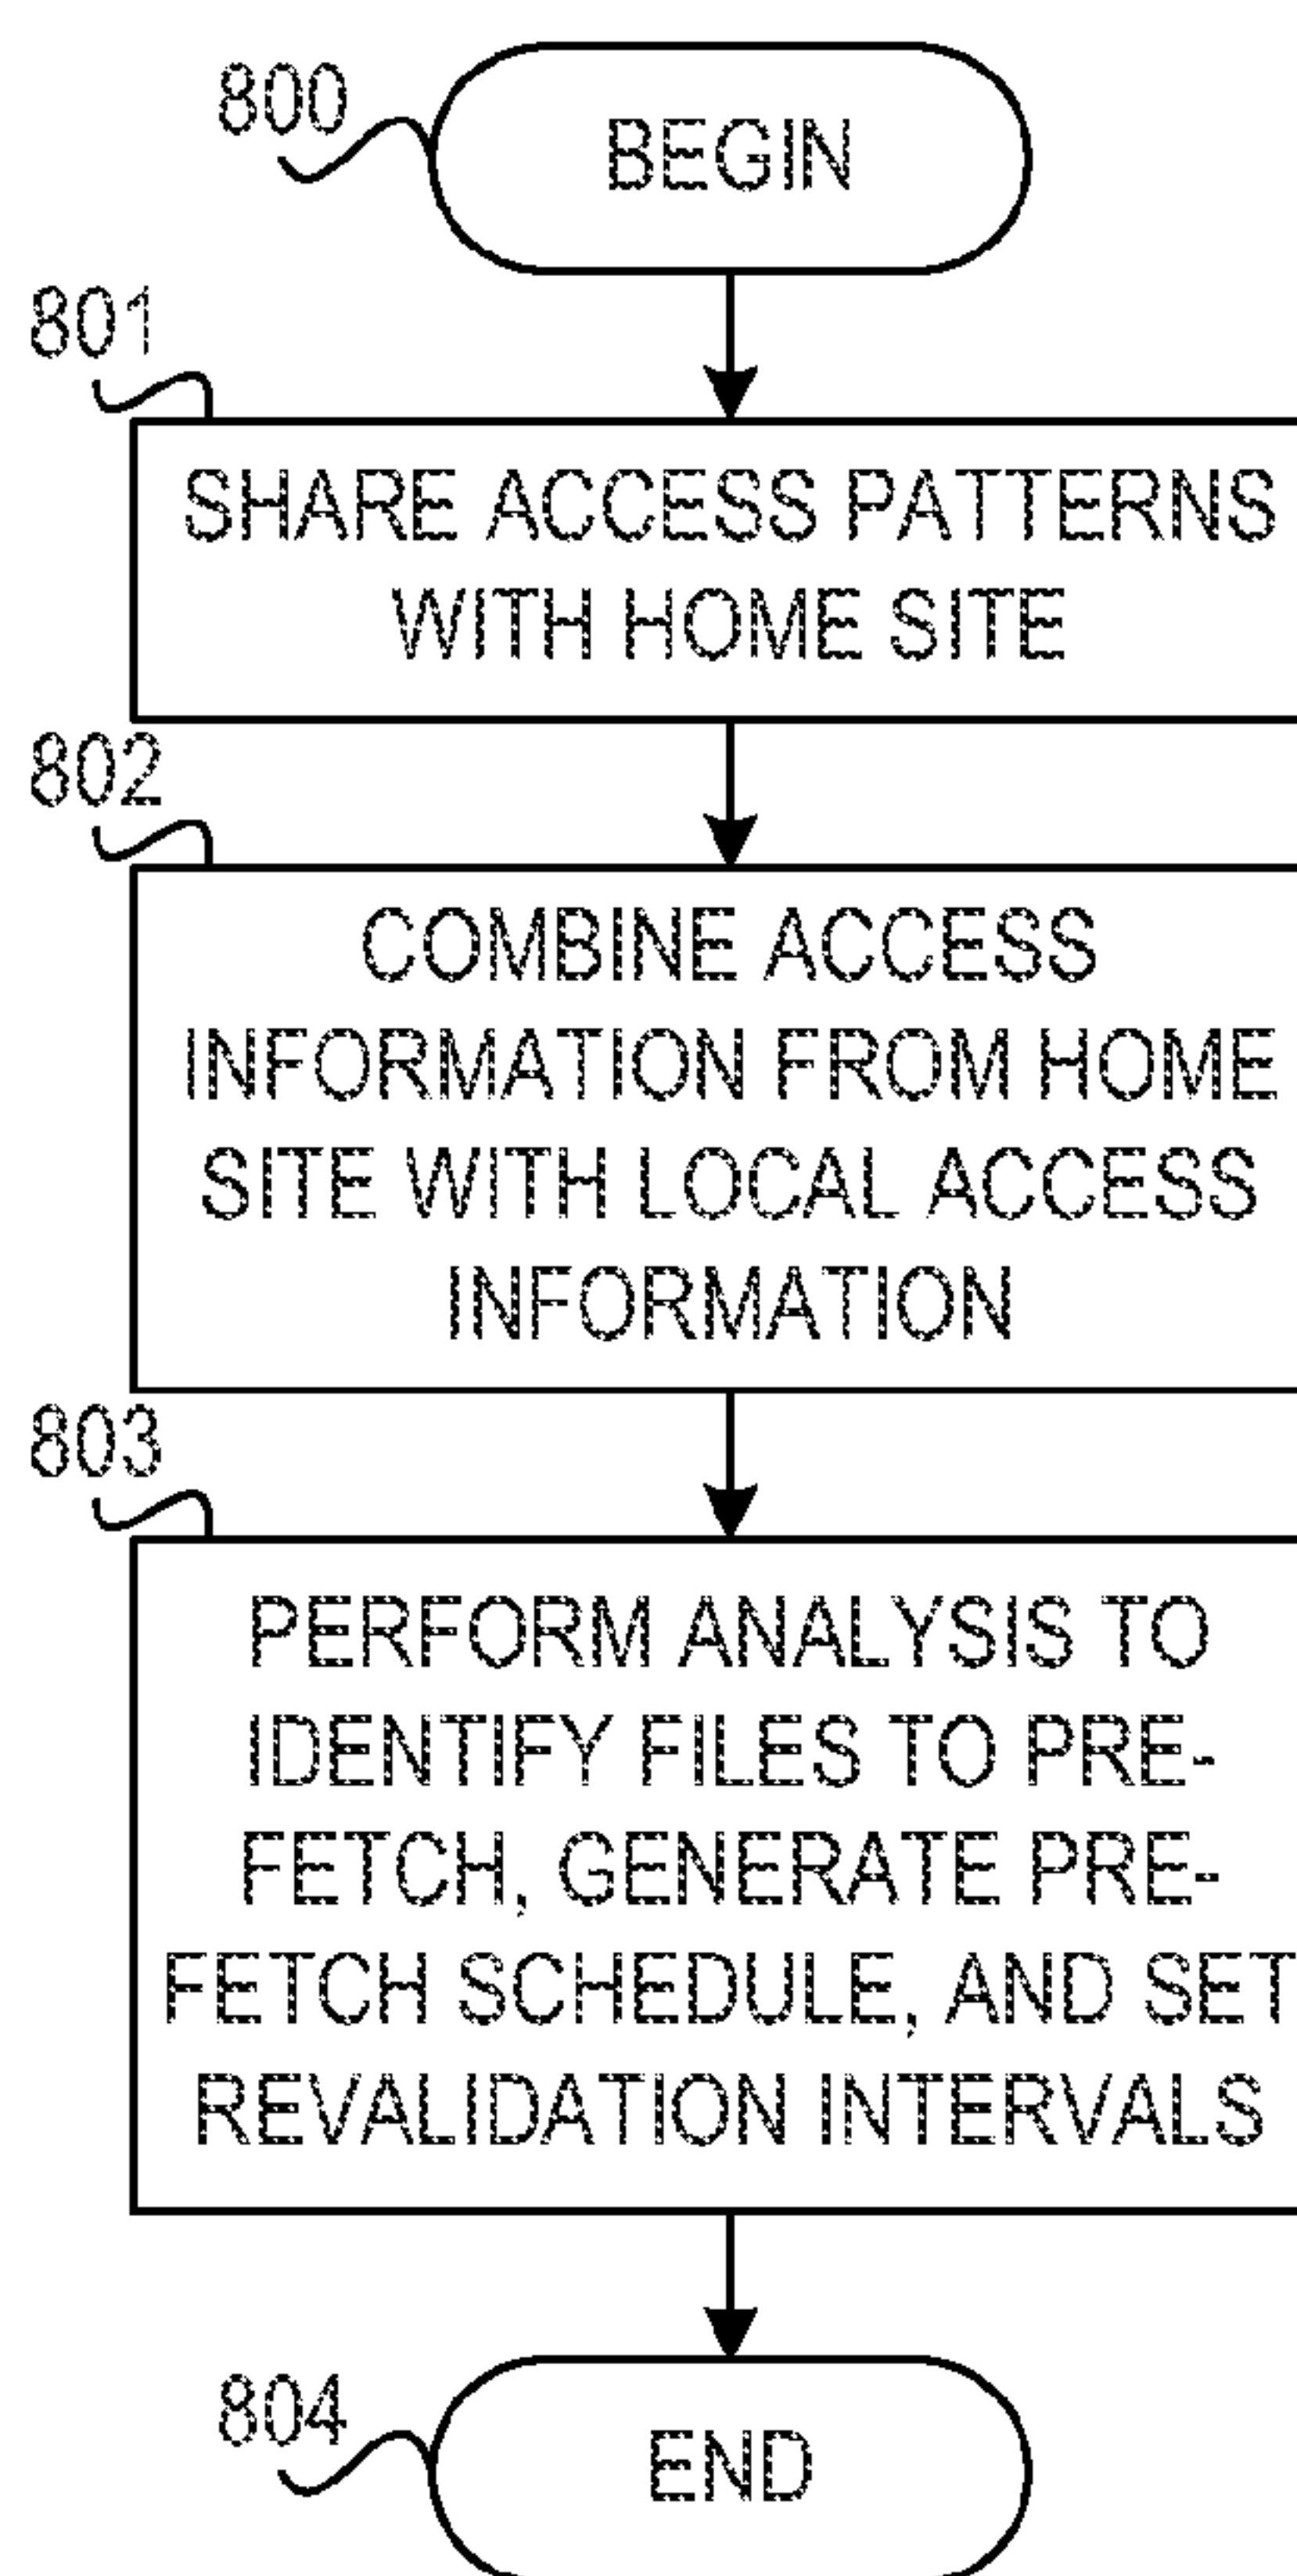 800
BEGIN
801
SHARE ACCESS PATTERNS
WITH HOME SITE
802
COMBINE ACCESS
INFORMATION FROM HOME
SITE WITH LOCAL ACCESS
INFORMATION
803
PERFORM ANALYSIS TO
IDENTIFY FILES TO PRE-
FETCH, GENERATE PRE-
FETCH SCHEDULE, AND SET
REVALIDATION INTERVALS
804
END